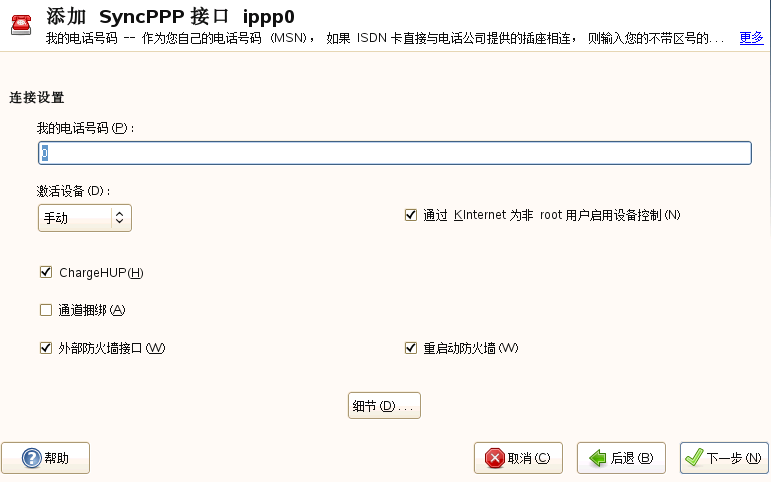 添加 SyncPPP 接口 ippp0
我的电话号码 -- 作为您自己的电话号码 (MSN)， 如果 ISDN 卡直接与电话公司提供的插座相连， 则输入您的不带区号的... 更多
连接设置
我的电话号码(P)：
0
激活设备(D)：
手动
通过 KInternet 为非 root 用户启用设备控制(N)
ChargeHUP(H)
通道捆绑(A)
外部防火墙接口(W)
重启动防火墙(W)
细节(D)...
帮助
取消(C)
后退(B)
下一步(N)